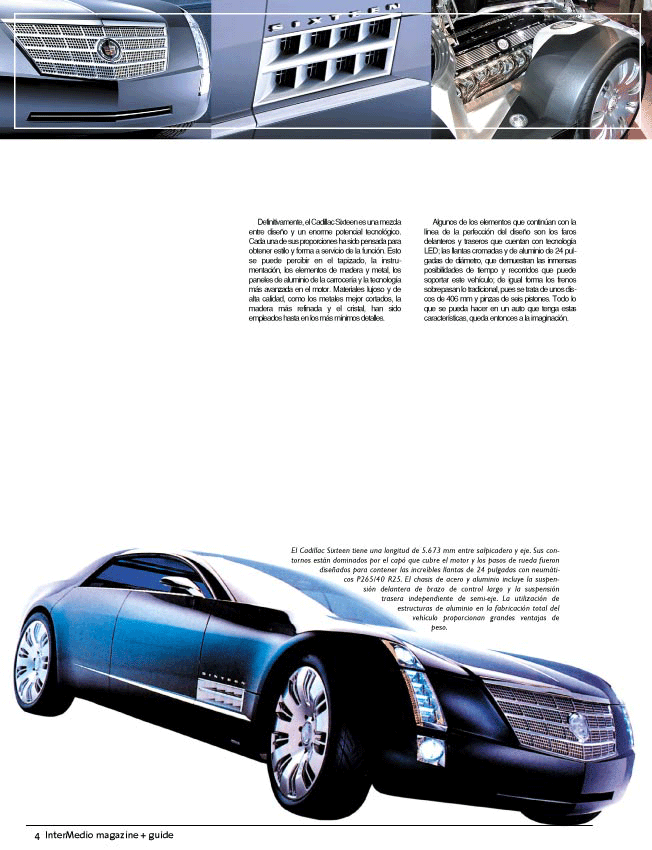 SIXTEEN
Definitivamente, el Cadillac Sixteen es una mezcla
entre diseño y un enorme potencial tecnológico.
Cada una de sus proporciones ha sido pensada para
obtener estilo y forma a servicio de la función. Esto
se puede percibir en el tapizado, la instru-
mentación, los elementos de madera y metal, los
paneles de aluminio de la carrocería y la tecnología
más avanzada en el motor. Materiales lujoso y de
alta calidad, como los metales mejor cortados, la
madera más refinada y el cristal, han sido
empleados hasta en los más mínimos detalles.
Algunos de los elementos que continúan con la
línea de la perfección del diseño son los faros
delanteros y traseros que cuentan con tecnología
LED; las llantas cromadas y de aluminio de 24 pul-
gadas de diámetro, que demuestran las inmensas
posibilidades de tiempo y recorridos que puede
soportar este vehículo; de igual forma los frenos
sobrepasan lo tradicional, pues se trata de unos dis-
cos de 406 mm y pinzas de seis pistones. Todo lo
que se pueda hacer en un auto que tenga estas
características, queda entonces a la imaginación.
El Cadillac Sixteen tiene una longitud de 5.673 mm entre salpicadero y eje. Sus con-
tornos están dominados por el capó que cubre el motor y los pasos de rueda fueron
diseñados para contener las increíbles llantas de 24 pulgadas con neumáti-
cos P265/40 R25. El chasis de acero y aluminio incluye la suspen-
sión delantera de brazo de control largo y la suspensión
trasera independiente de semi-eje. La utilización de
estructuras de aluminio en la fabricación total del
vehículo proporcionan grandes ventajas de
peso.
SIXTEEN
4 InterMedio magazine + guide